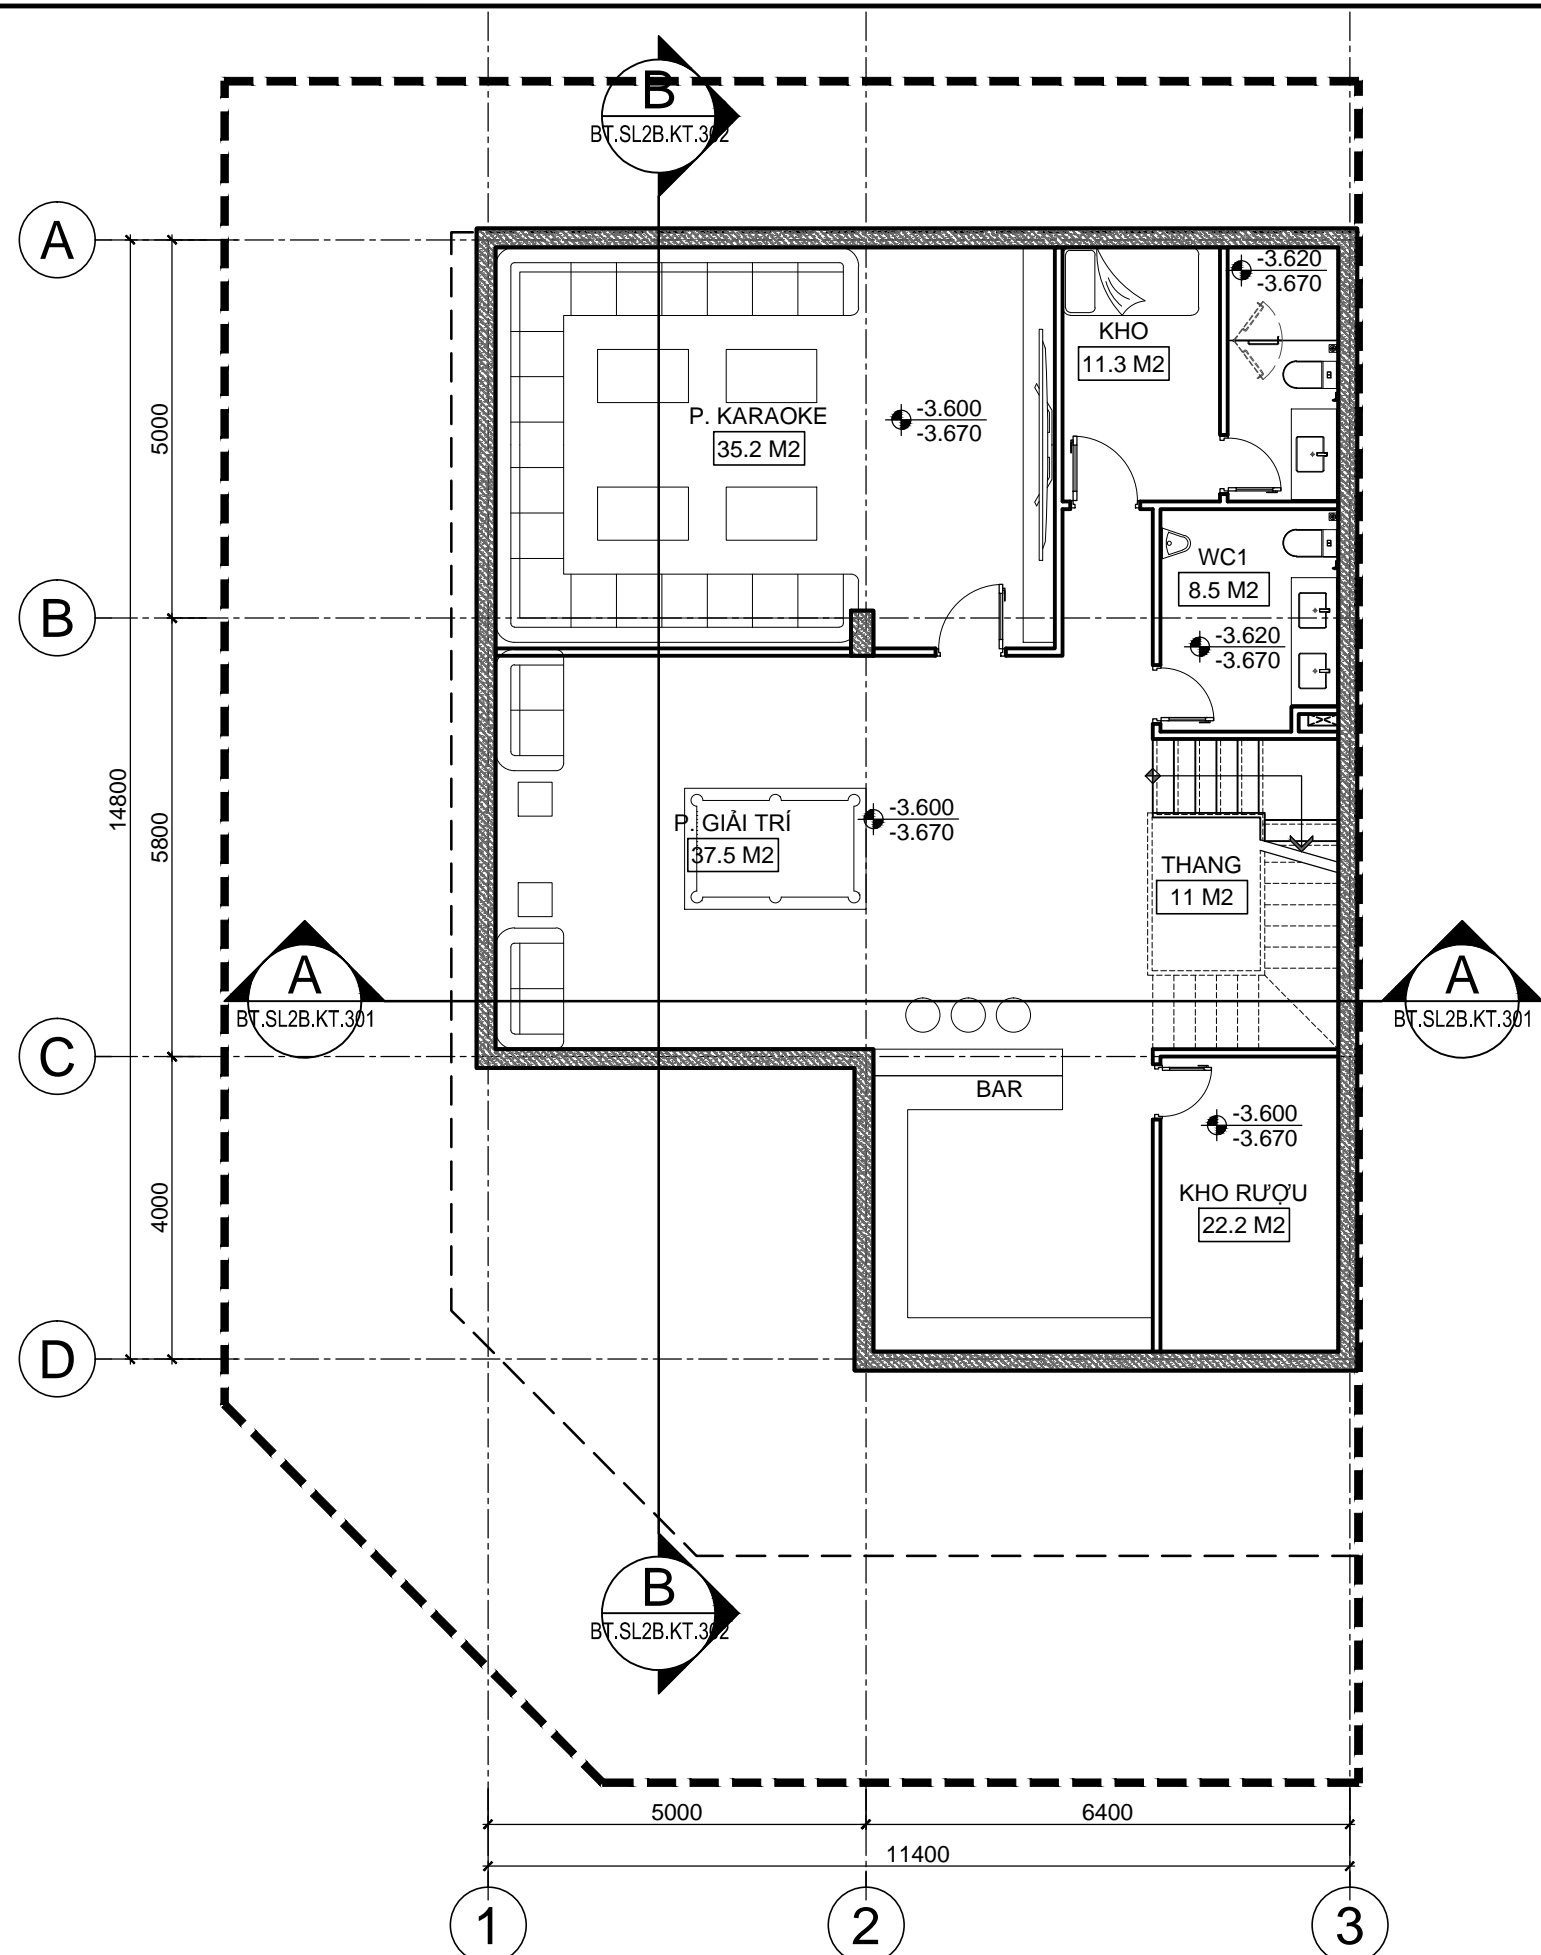 B
BT.SL2B.KT.302
A
-3.620
-3.670
KHO
11.3 M2
5000
P. KARAOKE
35.2 M2
-3.600
-3.670
WC1
8.5 M2
B
-3.620
-3.670
14800
5800
P. GIẢI TRÍ
37.5 M2
-3.600
-3.670
THANG
11 M2
A
BT.SL2B.KT.301
A
BT.SL2B.KT.301
C
BAR
-3.600
-3.670
4000
KHO RƯỢU
22.2 M2
D
B
BT.SL2B.KT.302
5000
6400
11400
1
2
3